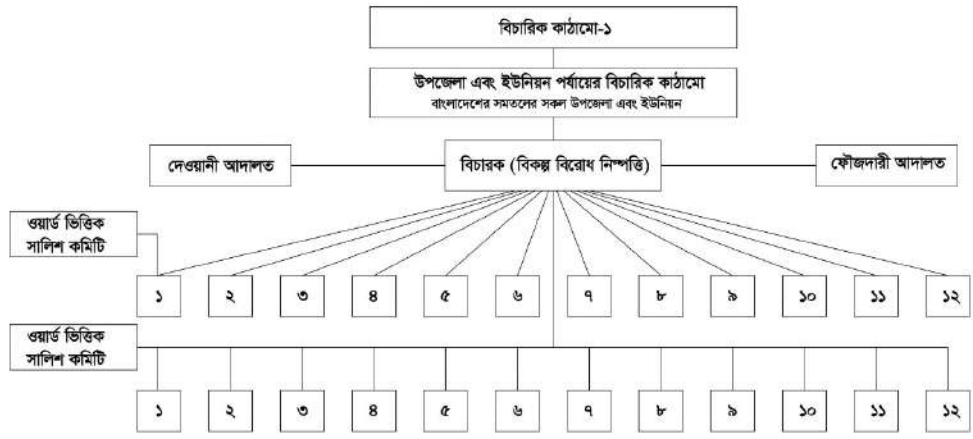 বিচারিক কাঠামো-১
উপজেলা এবং ইউনিয়ন পর্যায়ের বিচারিক কাঠামো
বাংলাদেশের সমতলের সকল উপজেলা এবং ইউনিয়ন
দেওয়ানী আদালত
বিচারক (বিকল্প বিরোধ নিষ্পত্তি)
ফৌজদারী আদালত
ওয়ার্ড ভিত্তিক
সালিশ কমিটি
১ ২ ৩ ৪ ৫ ৬ ৭ ৮ ৯ ১০ ১১ ১২
ওয়ার্ড ভিত্তিক
সালিশ কমিটি
১ ২ ৩ ৪ ৫ ৬ ৭ ৮ ৯ ১০ ১১ ১২